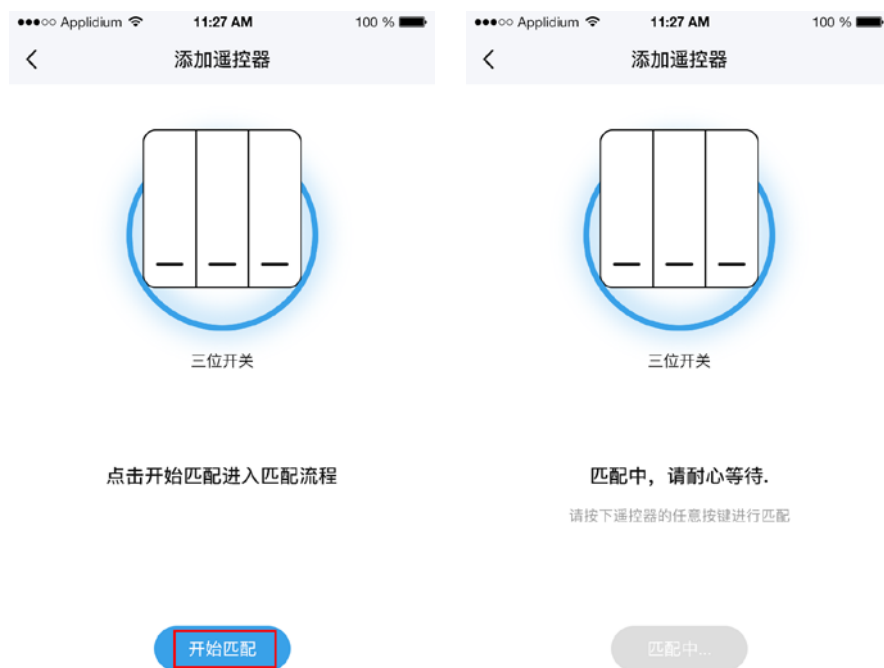 ●●●○○ Applidium 11:27 AM 100 %
添加遥控器
三位开关
点击开始匹配进入匹配流程
开始匹配
●●●○○ Applidium 11:27 AM 100 %
添加遥控器
三位开关
匹配中，请耐心等待.
请按下遥控器的任意按键进行匹配
匹配中...